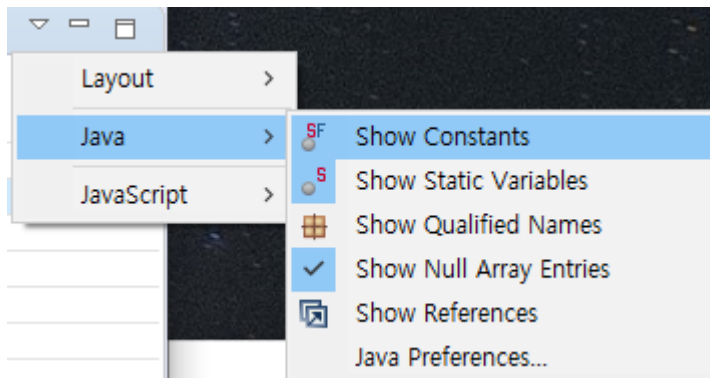 Layout
Java
JavaScript
SF
Show Constants
S
Show Static Variables
Show Qualified Names
Show Null Array Entries
Show References
Java Preferences...